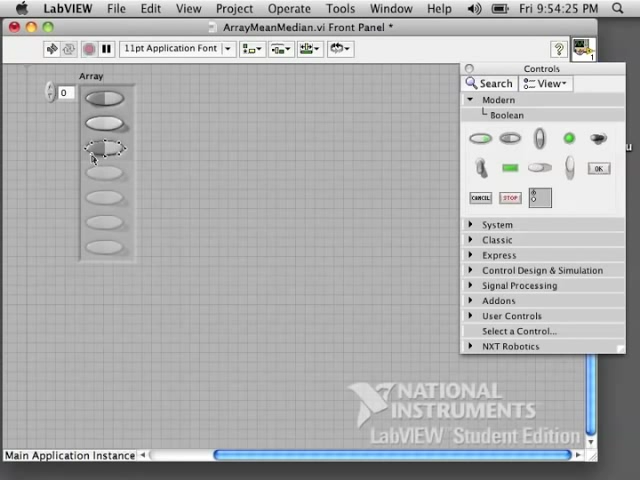 LabVIEW File Edit View Project Operate Tools Window Help Fri 9:54:25 PM
ArrayMeanMedian.vi Front Panel *
11pt Application Font
?
1
Controls
Search View
Modern
Boolean
OK
CANCEL STOP
System
Classic
Express
Control Design & Simulation
Signal Processing
Addons
User Controls
Select a Control...
NXT Robotics
Array
0
NATIONAL
INSTRUMENTS
LabVIEW Student Edition
Main Application Instance